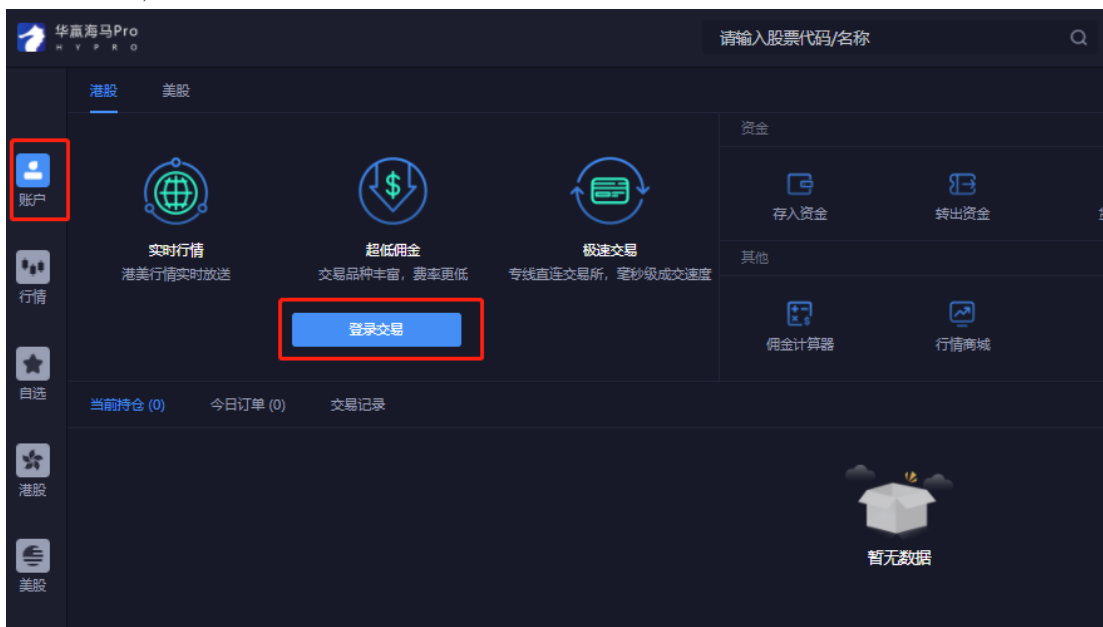 华赢海马Pro
HYPRO
请输入股票代码/名称
港股 美股
资金
账户
存入资金 转出资金
实时行情 超低佣金 极速交易
港美行情实时放送 交易品种丰富，费率更低 专线直连交易所，毫秒级成交速度
其他
行情
登录交易
佣金计算器 行情商城
自选
当前持仓 (0) 今日订单 (0) 交易记录
港股
暂无数据
美股